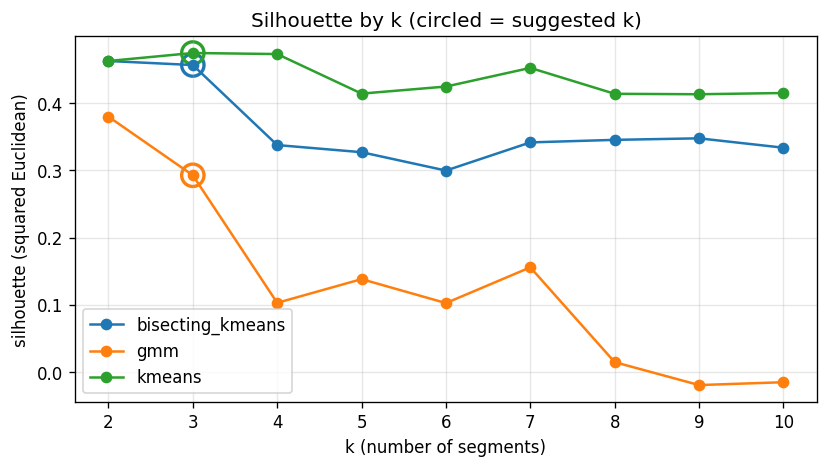 Silhouette by k (circled = suggested k)
silhouette (squared Euclidean)
0.4
0.3
0.2
0.1
0.0
bisecting_kmeans
gmm
kmeans
2 3 4 5 6 7 8 9 10
k (number of segments)